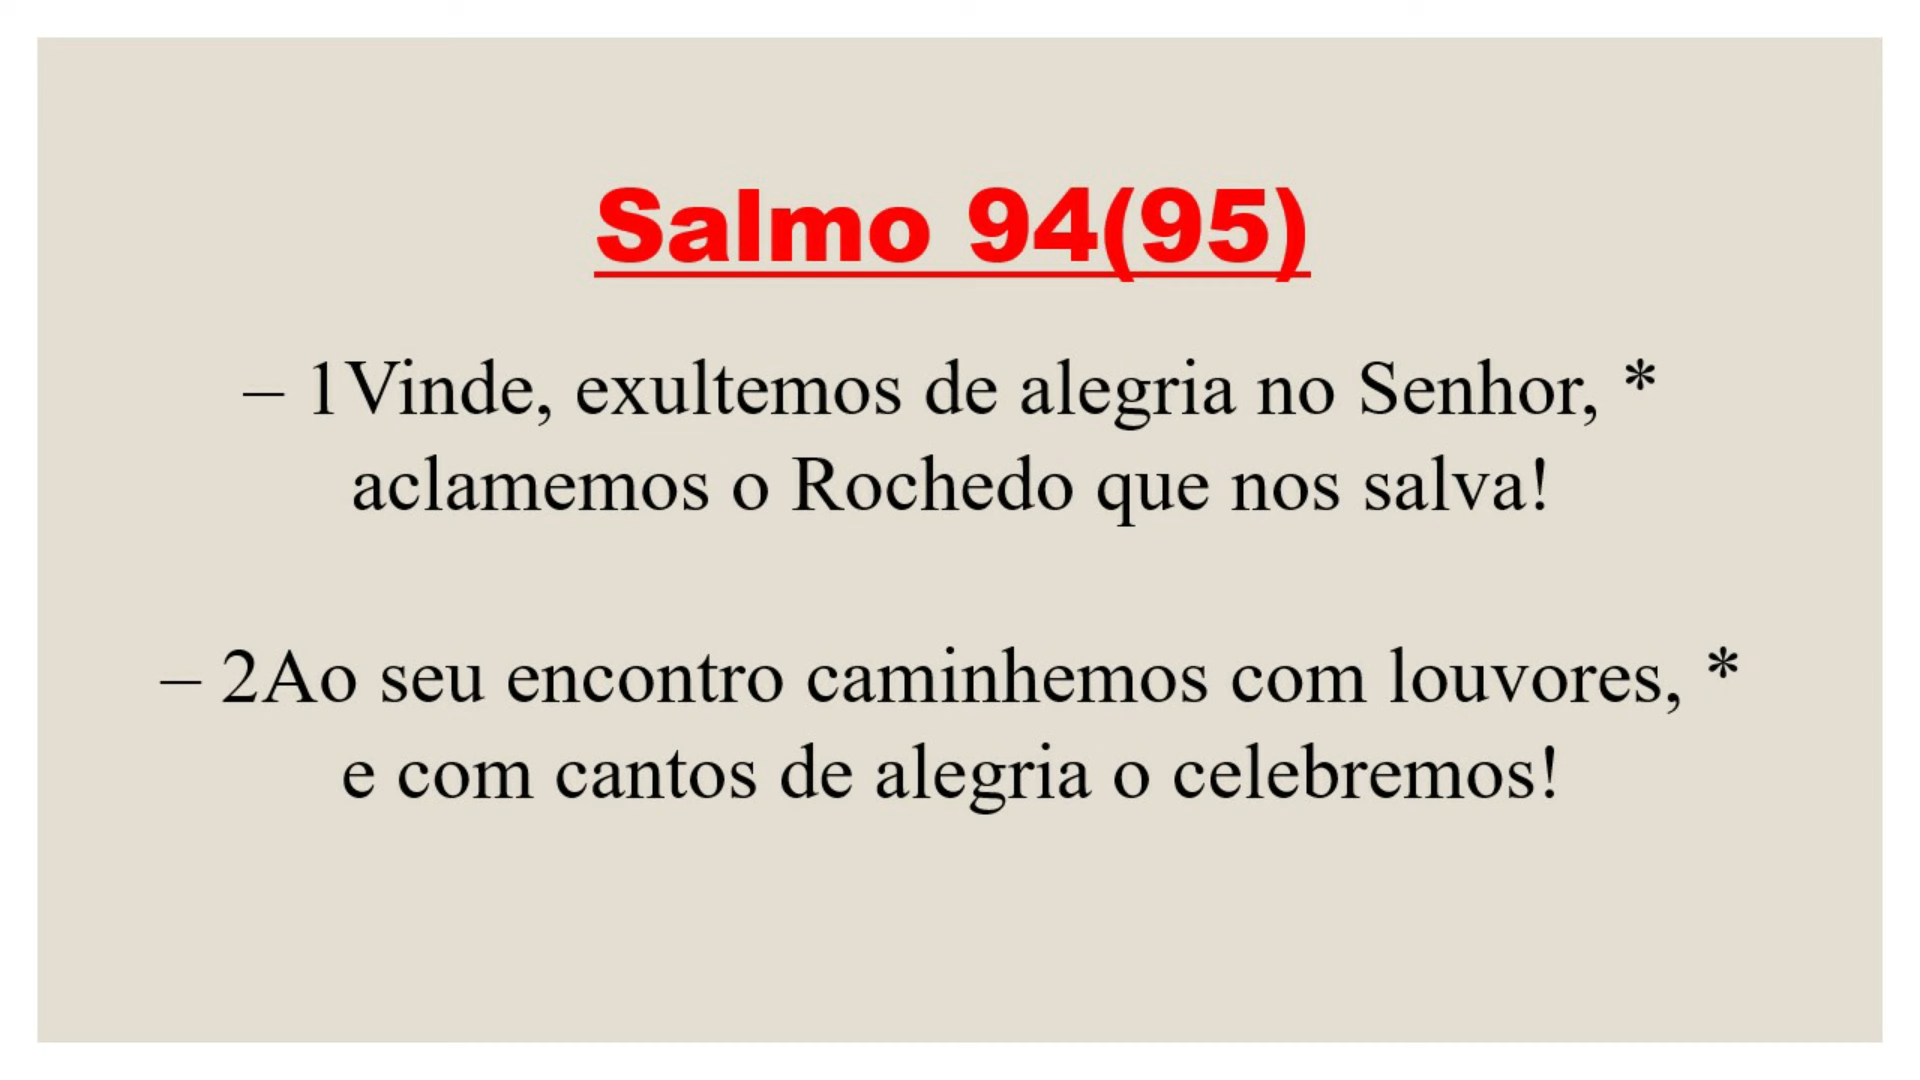 Salmo 94(95)
– 1Vinde, exultemos de alegria no Senhor, *
aclamemos o Rochedo que nos salva!
– 2Ao seu encontro caminhemos com louvores, *
e com cantos de alegria o celebremos!